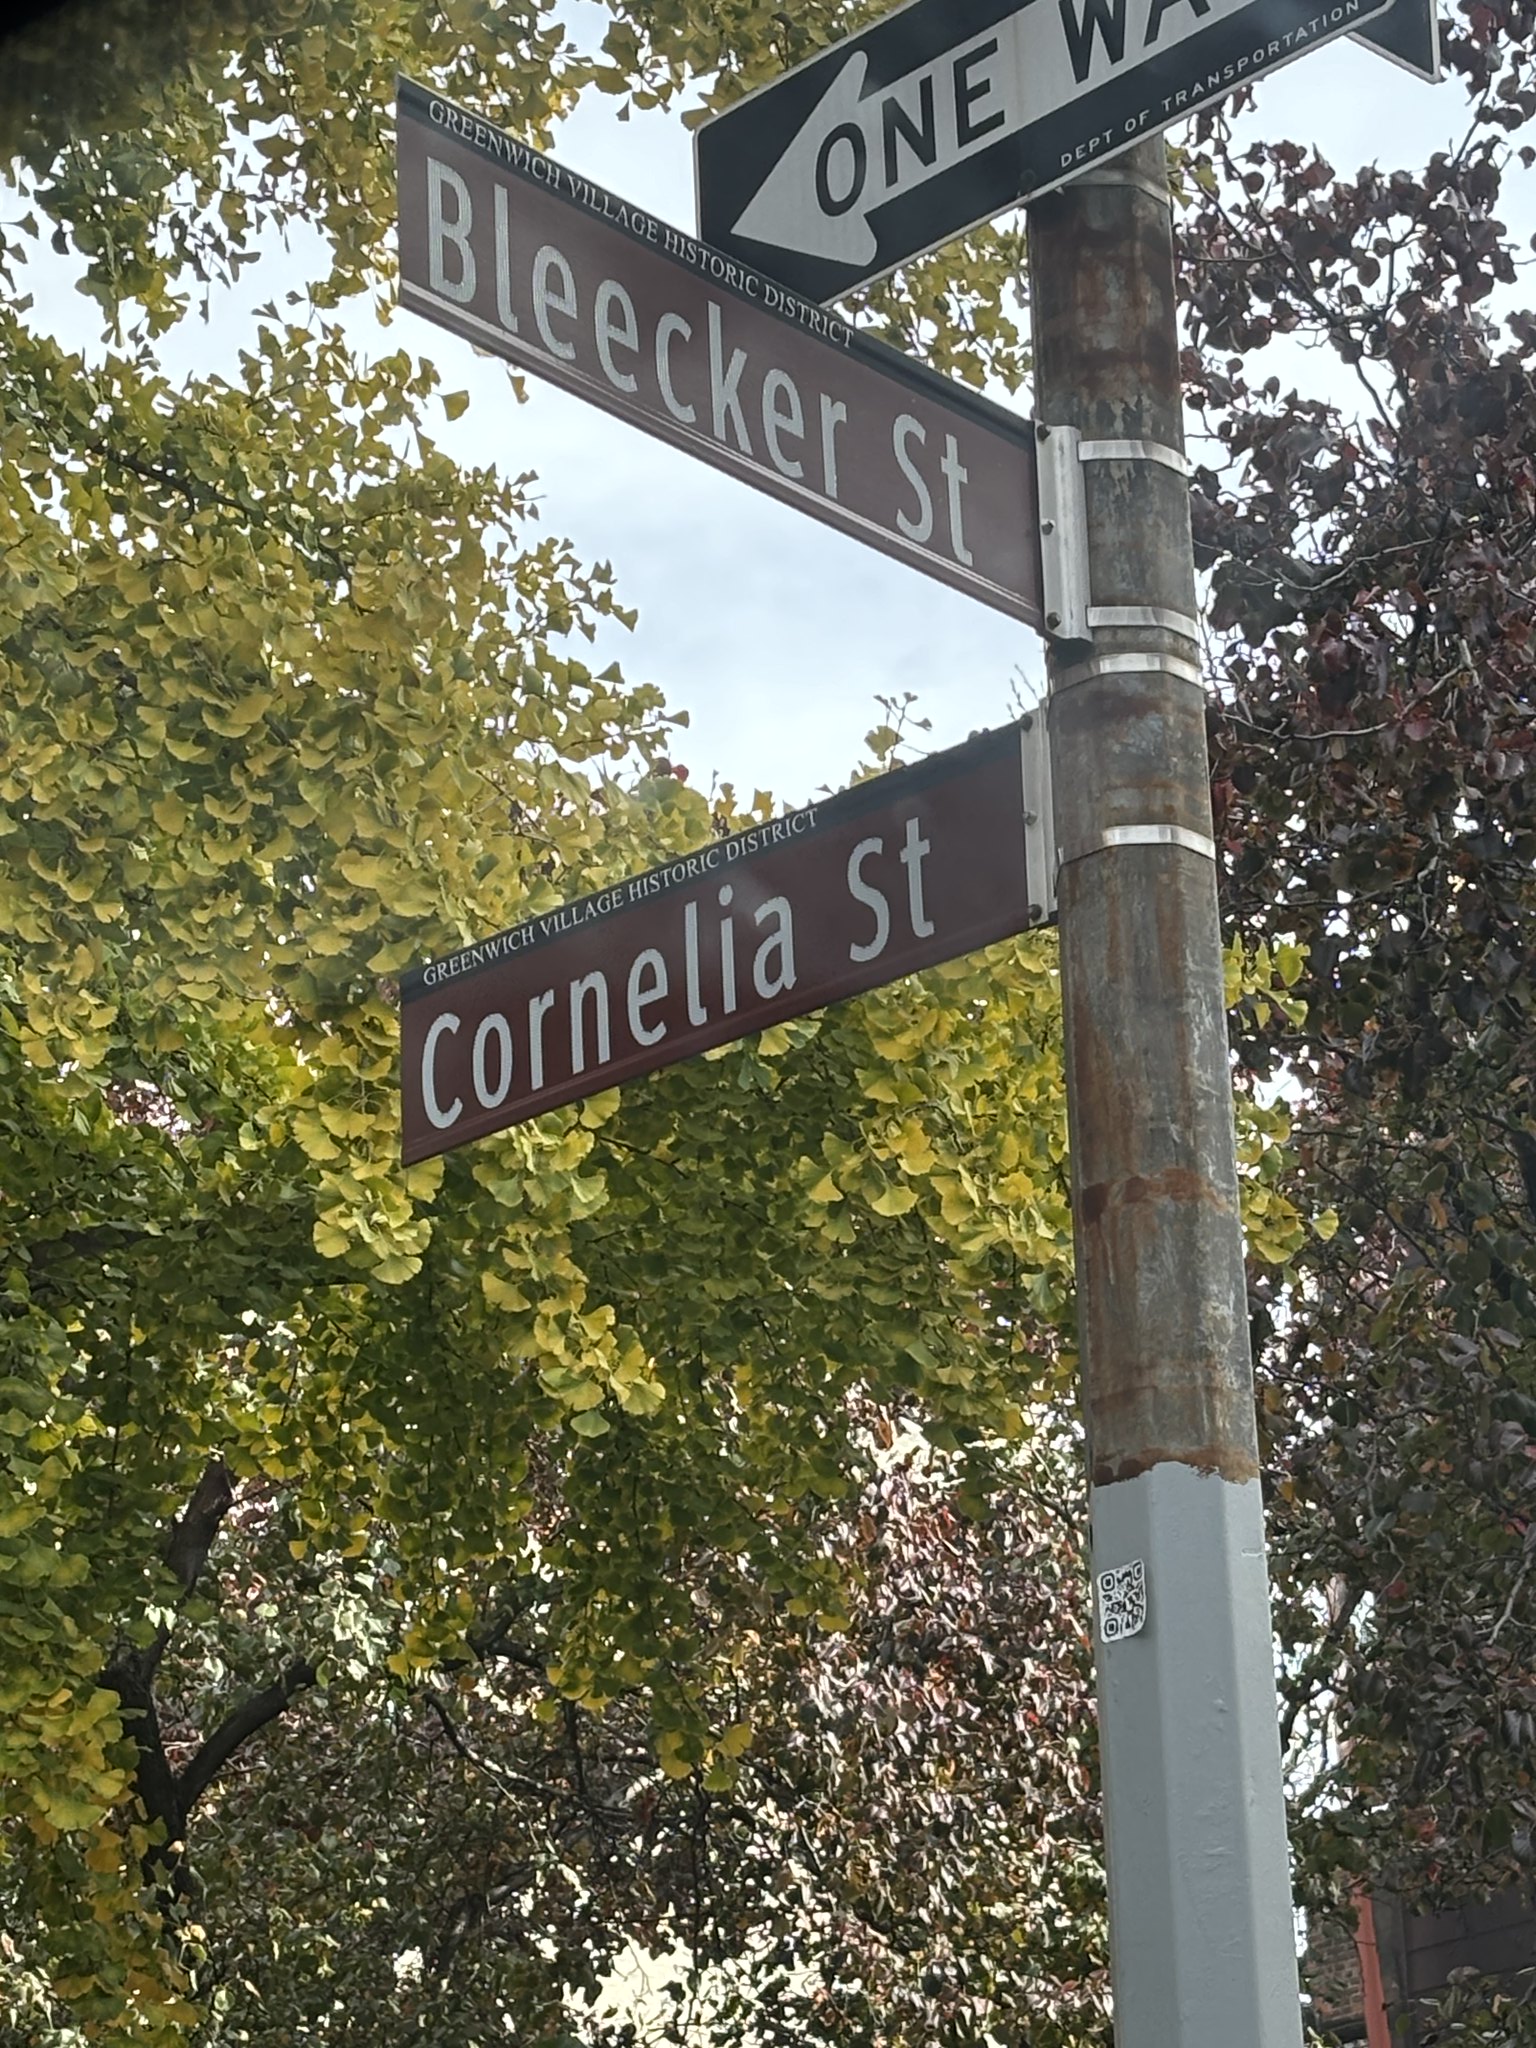 ONE WA
DEPT OF TRANSPORTATION
GREENWICH VILLAGE HISTORIC DISTRICT
Bleecker St
GREENWICH VILLAGE HISTORIC DISTRICT
Cornelia St